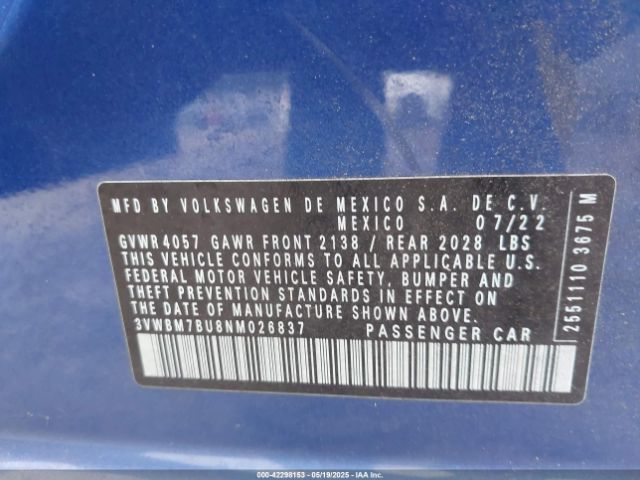 MFD BY VOLKSWAGEN DE MEXICO S.A. DE C.V.
MEXICO 07/22
GVWR 4057 GAWR FRONT 2138 / REAR 2028 LBS
THIS VEHICLE CONFORMS TO ALL APPLICABLE U.S.
FEDERAL MOTOR VEHICLE SAFETY, BUMPER AND
THEFT PREVENTION STANDARDS IN EFFECT ON
THE DATE OF MANUFACTURE SHOWN ABOVE.
3VWBM7BU8NM026837 PASSENGER CAR
2551110 3675 M
000-42298153 - 05/19/2025 - IAAI.COM